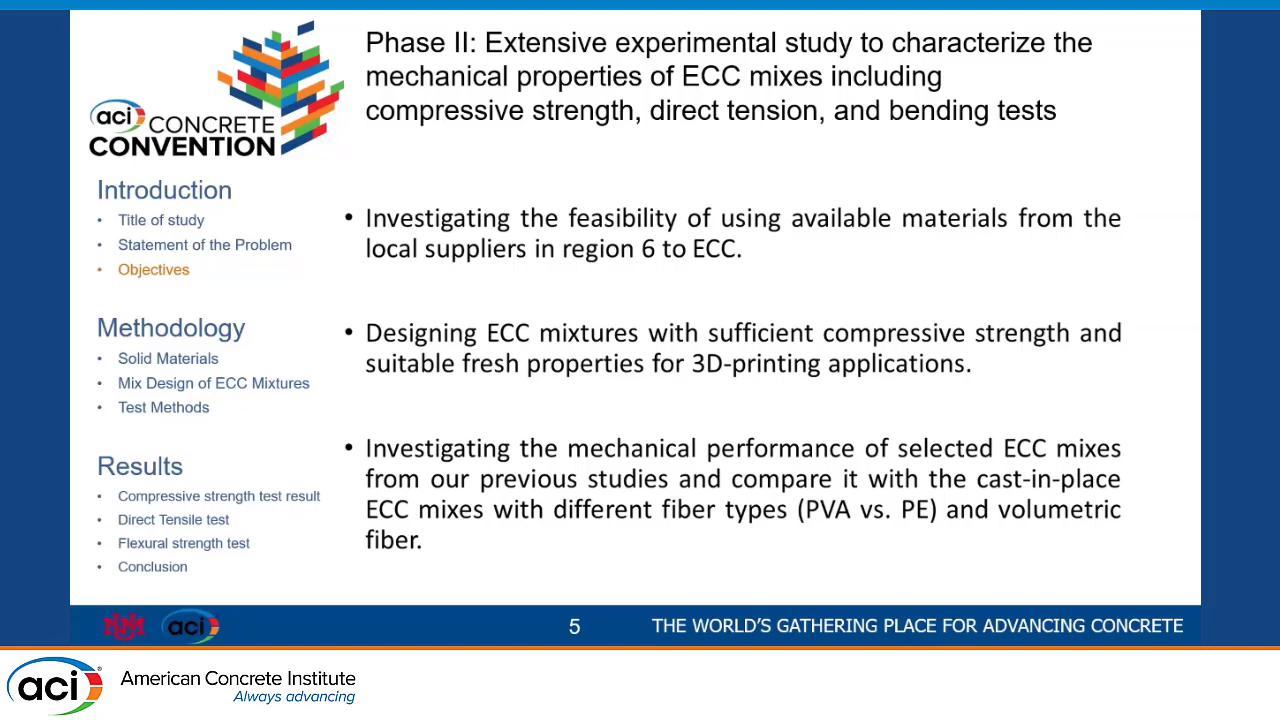 Phase II: Extensive experimental study to characterize the
mechanical properties of ECC mixes including
compressive strength, direct tension, and bending tests
aci CONCRETE
CONVENTION
Introduction
• Title of study
• Statement of the Problem
• Objectives
Methodology
• Solid Materials
• Mix Design of ECC Mixtures
• Test Methods
Results
• Compressive strength test result
• Direct Tensile test
• Flexural strength test
• Conclusion
• Investigating the feasibility of using available materials from the
local suppliers in region 6 to ECC.
• Designing ECC mixtures with sufficient compressive strength and
suitable fresh properties for 3D-printing applications.
• Investigating the mechanical performance of selected ECC mixes
from our previous studies and compare it with the cast-in-place
ECC mixes with different fiber types (PVA vs. PE) and volumetric
fiber.
NM aci 5 THE WORLD'S GATHERING PLACE FOR ADVANCING CONCRETE
aci® American Concrete Institute
Always advancing